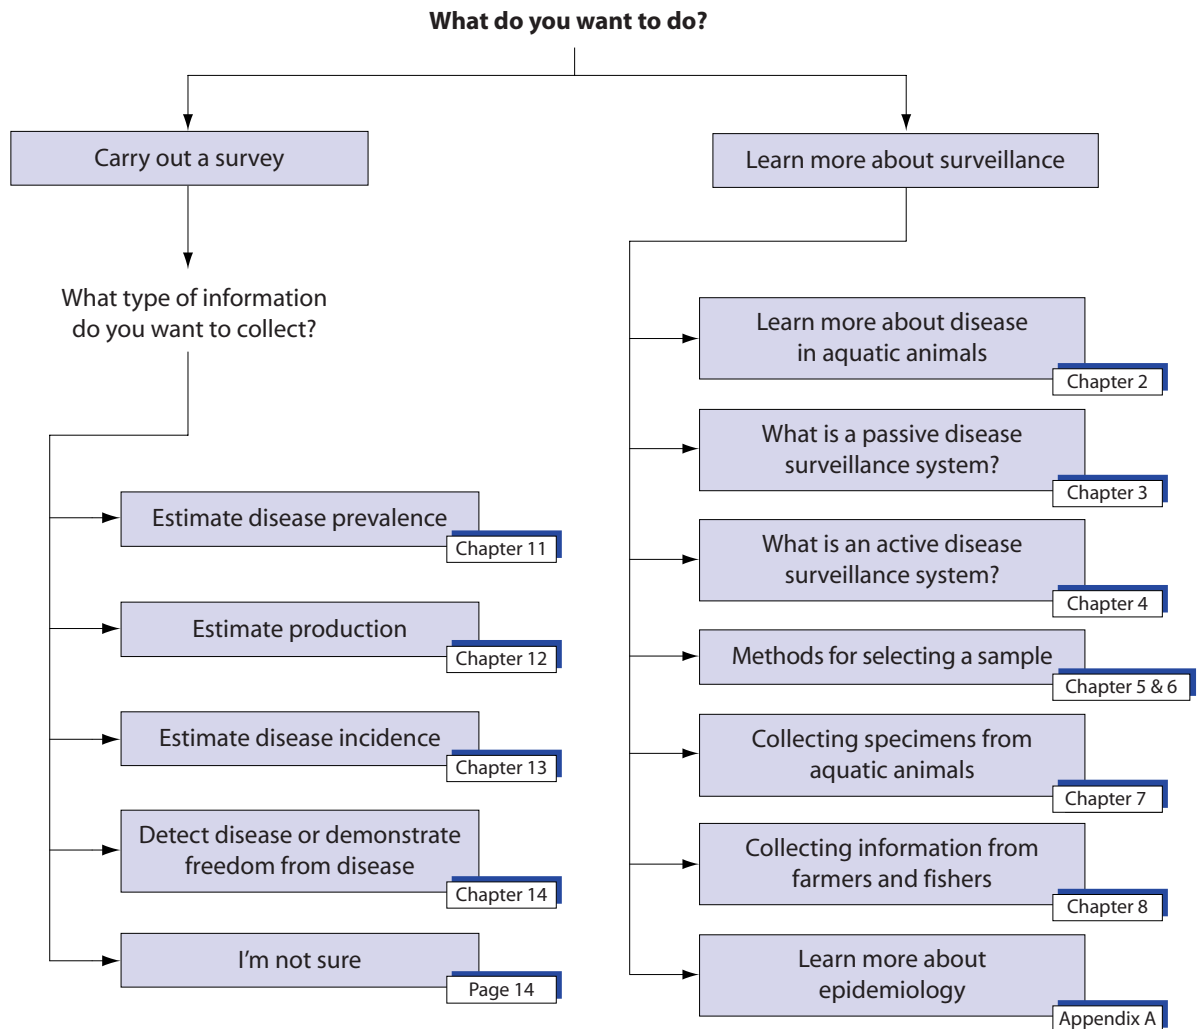 What do you want to do?
Carry out a survey
What type of information
do you want to collect?
Estimate disease prevalence
Chapter 11
Estimate production
Chapter 12
Estimate disease incidence
Chapter 13
Detect disease or demonstrate
freedom from disease
Chapter 14
I'm not sure
Page 14
Learn more about surveillance
Learn more about disease
in aquatic animals
Chapter 2
What is a passive disease
surveillance system?
Chapter 3
What is an active disease
surveillance system?
Chapter 4
Methods for selecting a sample
Chapter 5 & 6
Collecting specimens from
aquatic animals
Chapter 7
Collecting information from
farmers and fishers
Chapter 8
Learn more about
epidemiology
Appendix A